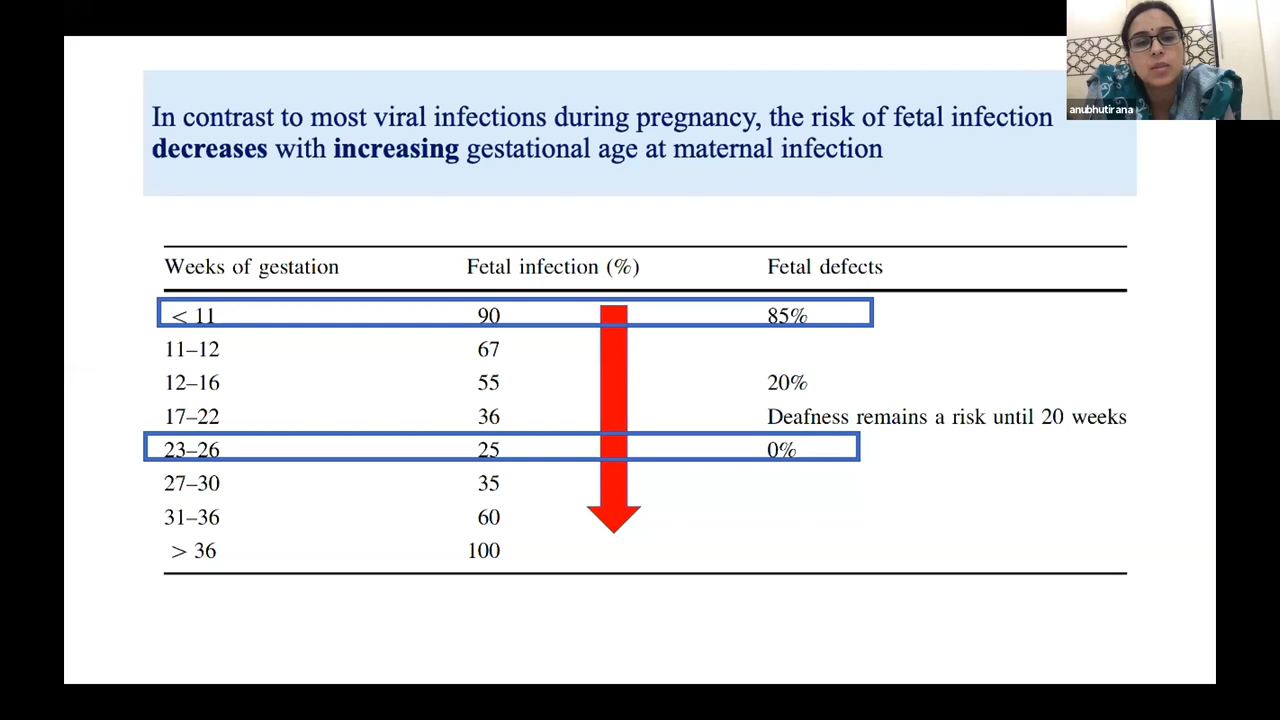 anubhutirana
In contrast to most viral infections during pregnancy, the risk of fetal infection
decreases with increasing gestational age at maternal infection
Weeks of gestation Fetal infection (%) Fetal defects
< 11 90 85%
11–12 67
12–16 55 20%
17–22 36 Deafness remains a risk until 20 weeks
23–26 25 0%
27–30 35
31–36 60
> 36 100